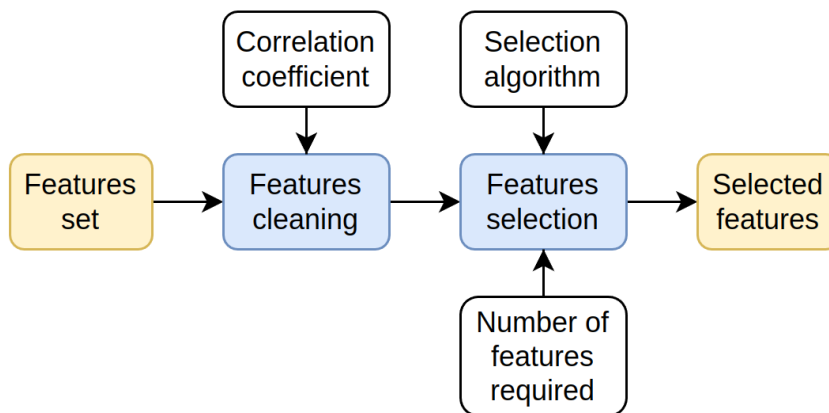 Correlation
coefficient
Selection
algorithm
Features
set
Features
cleaning
Features
selection
Selected
features
Number of
features
required